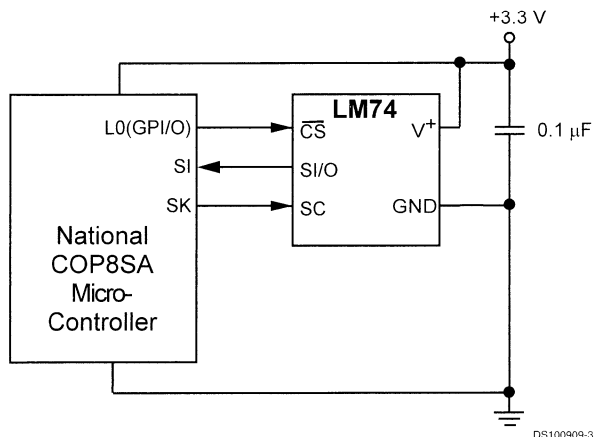 +3.3 V
LM74
L0(GPI/O)
CS
V+
0.1 μF
SI
SI/O
SK
SC
GND
National
COP8SA
Micro-
Controller
DS100909-3